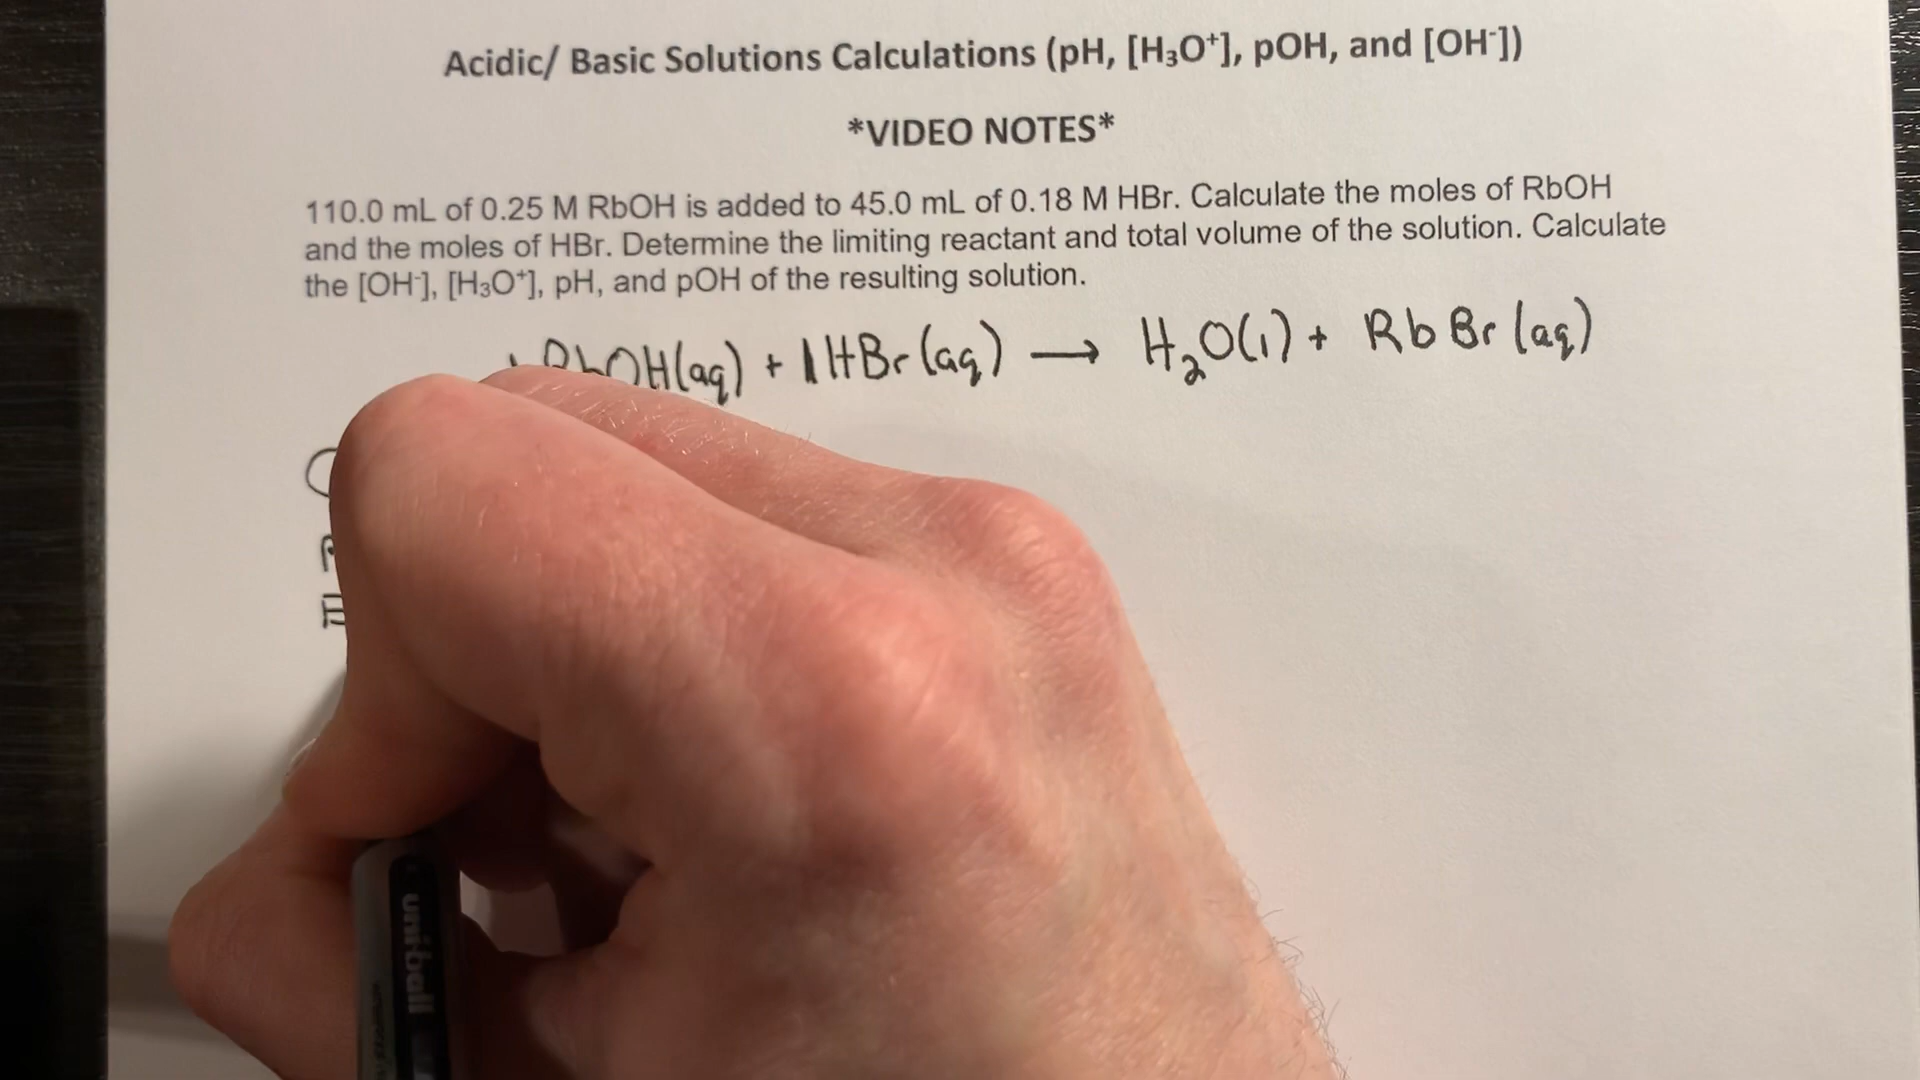 Acidic/ Basic Solutions Calculations (pH, [H₃O⁺], pOH, and [OH⁻])
*VIDEO NOTES*
110.0 mL of 0.25 M RbOH is added to 45.0 mL of 0.18 M HBr. Calculate the moles of RbOH
and the moles of HBr. Determine the limiting reactant and total volume of the solution. Calculate
the [OH⁻], [H₃O⁺], pH, and pOH of the resulting solution.
RbOH(aq) + 1HBr(aq) → H₂O(l) + RbBr(aq)
uniball